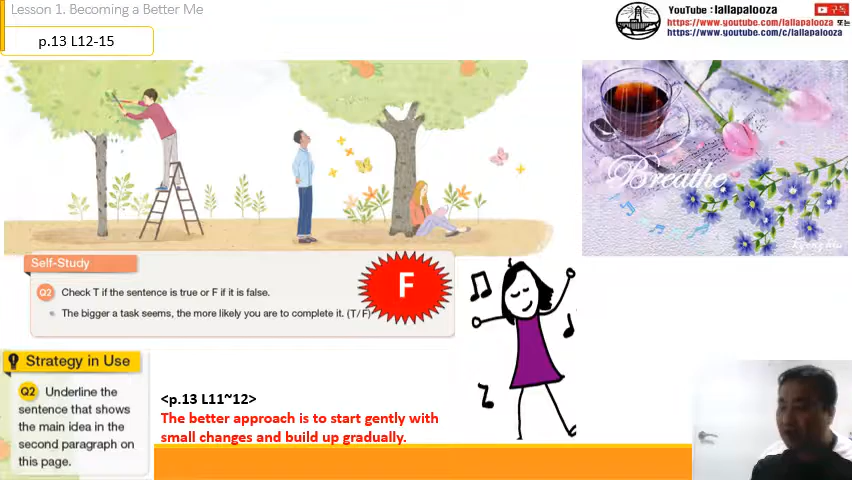 Lesson 1. Becoming a Better Me
p.13 L12-15
YouTube : lallapalooza
구독
https://www.youtube.com/lallapalooza 또는
https://www.youtube.com/c/lallapalooza
Breathe
Self-Study
Q2 Check T if the sentence is true or F if it is false.
The bigger a task seems, the more likely you are to complete it. (T/F)
F
Strategy in Use
Q2 Underline the
sentence that shows
the main idea in the
second paragraph on
this page.
<p.13 L11~12>
The better approach is to start gently with
small changes and build up gradually.